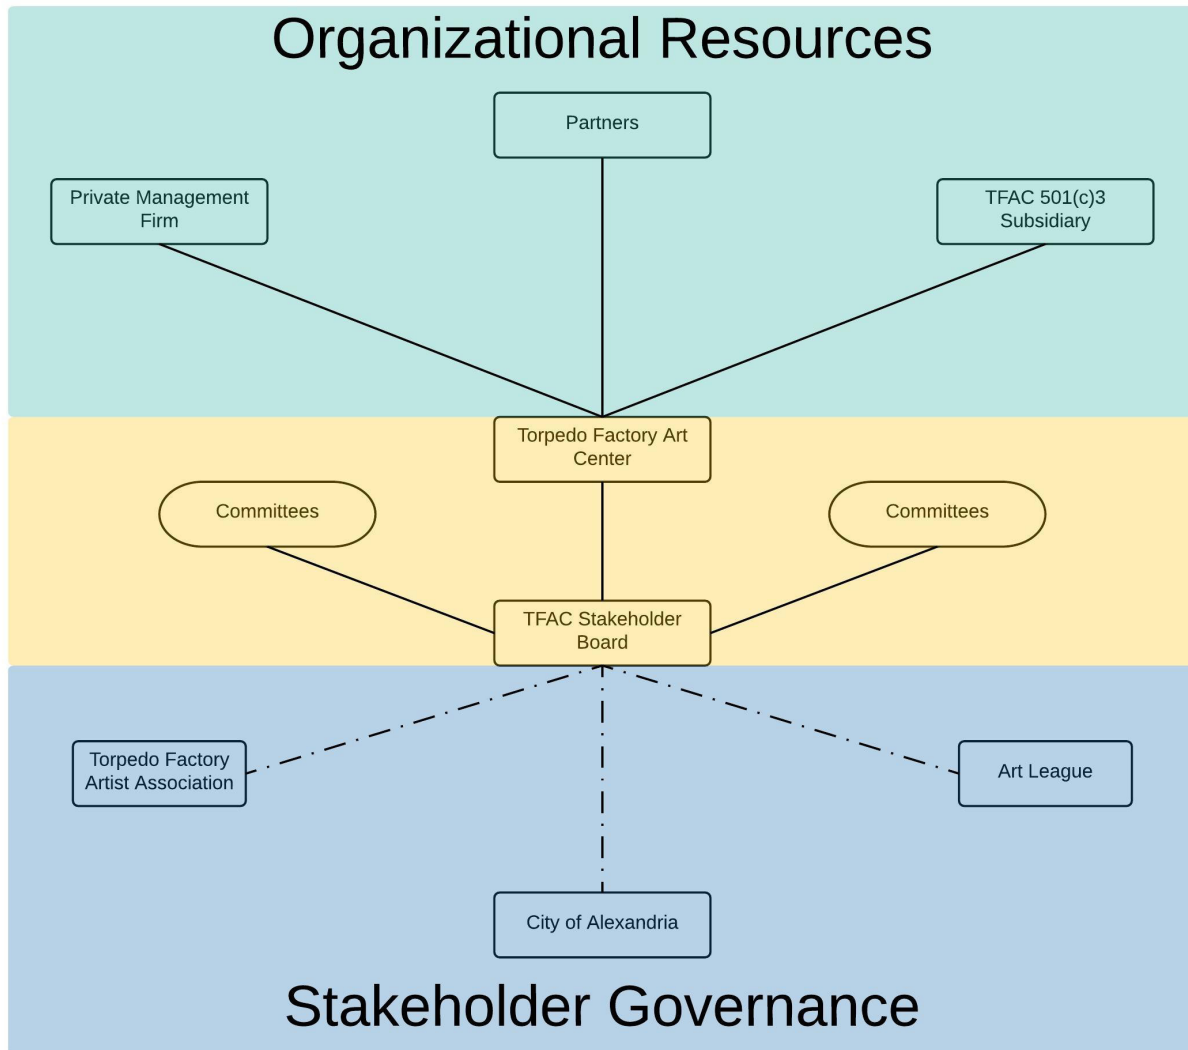 Organizational Resources
Partners
Private Management
Firm
TFAC 501(c)3
Subsidiary
Torpedo Factory Art
Center
Committees
Committees
TFAC Stakeholder
Board
Torpedo Factory
Artist Association
Art League
City of Alexandria
Stakeholder Governance